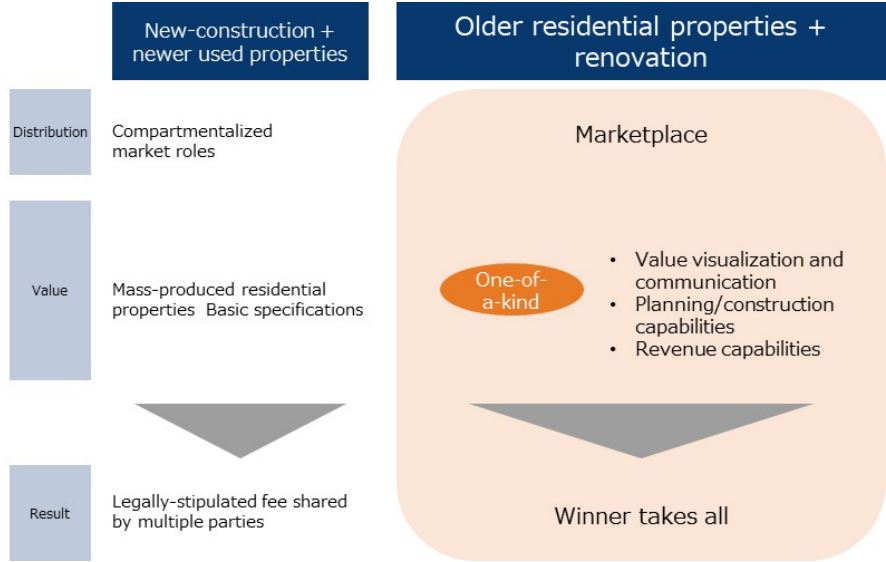 New-construction +
newer used properties
Older residential properties +
renovation
Distribution
Compartmentalized
market roles
Marketplace
Value
Mass-produced residential
properties  Basic specifications
One-of-
a-kind
• Value visualization and
communication
• Planning/construction
capabilities
• Revenue capabilities
Result
Legally-stipulated fee shared
by multiple parties
Winner takes all